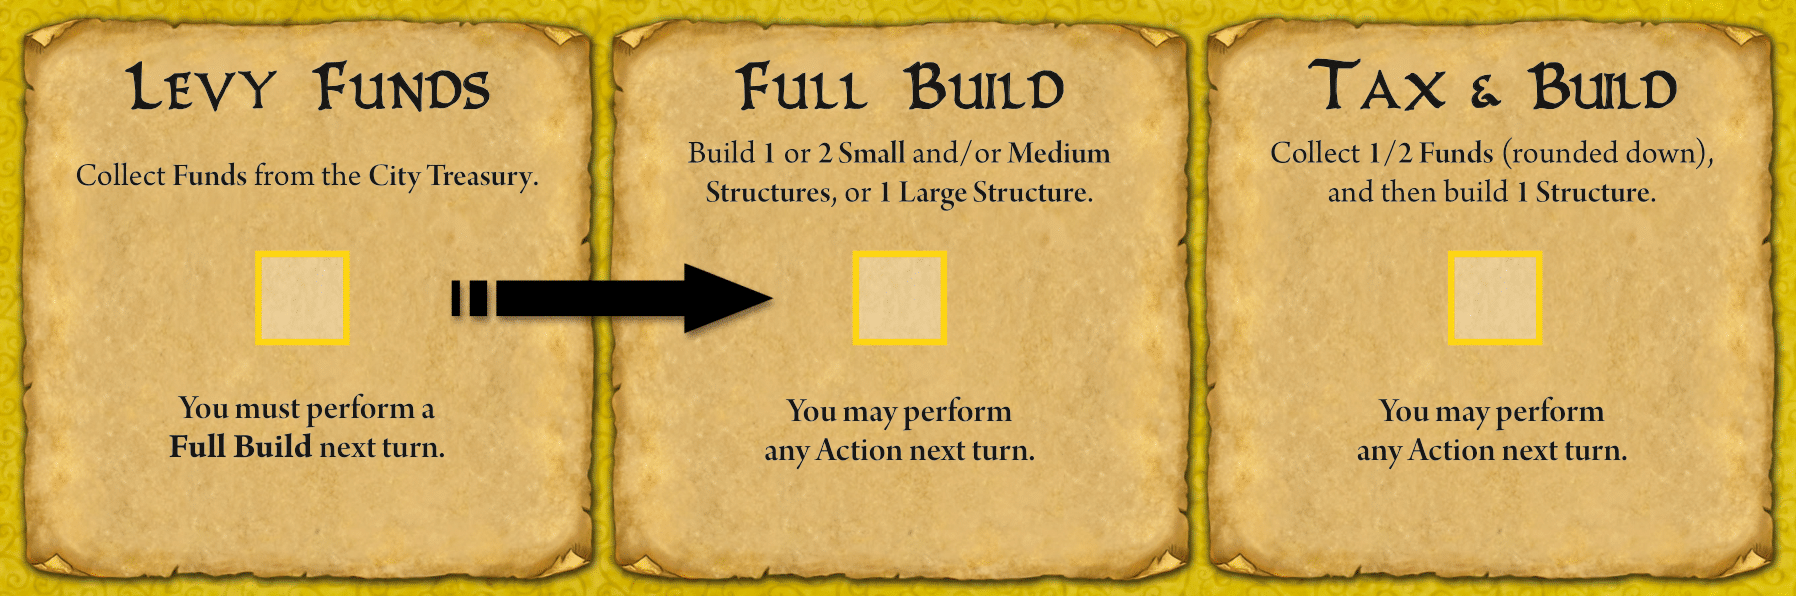 Levy Funds
Collect Funds from the City Treasury.
You must perform a
Full Build next turn.
Full Build
Build 1 or 2 Small and/or Medium
Structures, or 1 Large Structure.
You may perform
any Action next turn.
Tax & Build
Collect 1/2 Funds (rounded down),
and then build 1 Structure.
You may perform
any Action next turn.